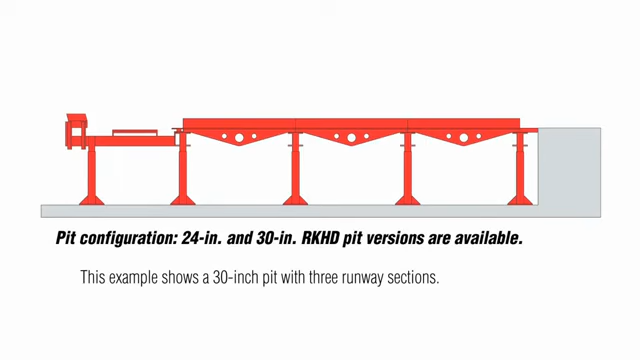 Pit configuration: 24-in. and 30-in. RKHD pit versions are available.
This example shows a 30-inch pit with three runway sections.